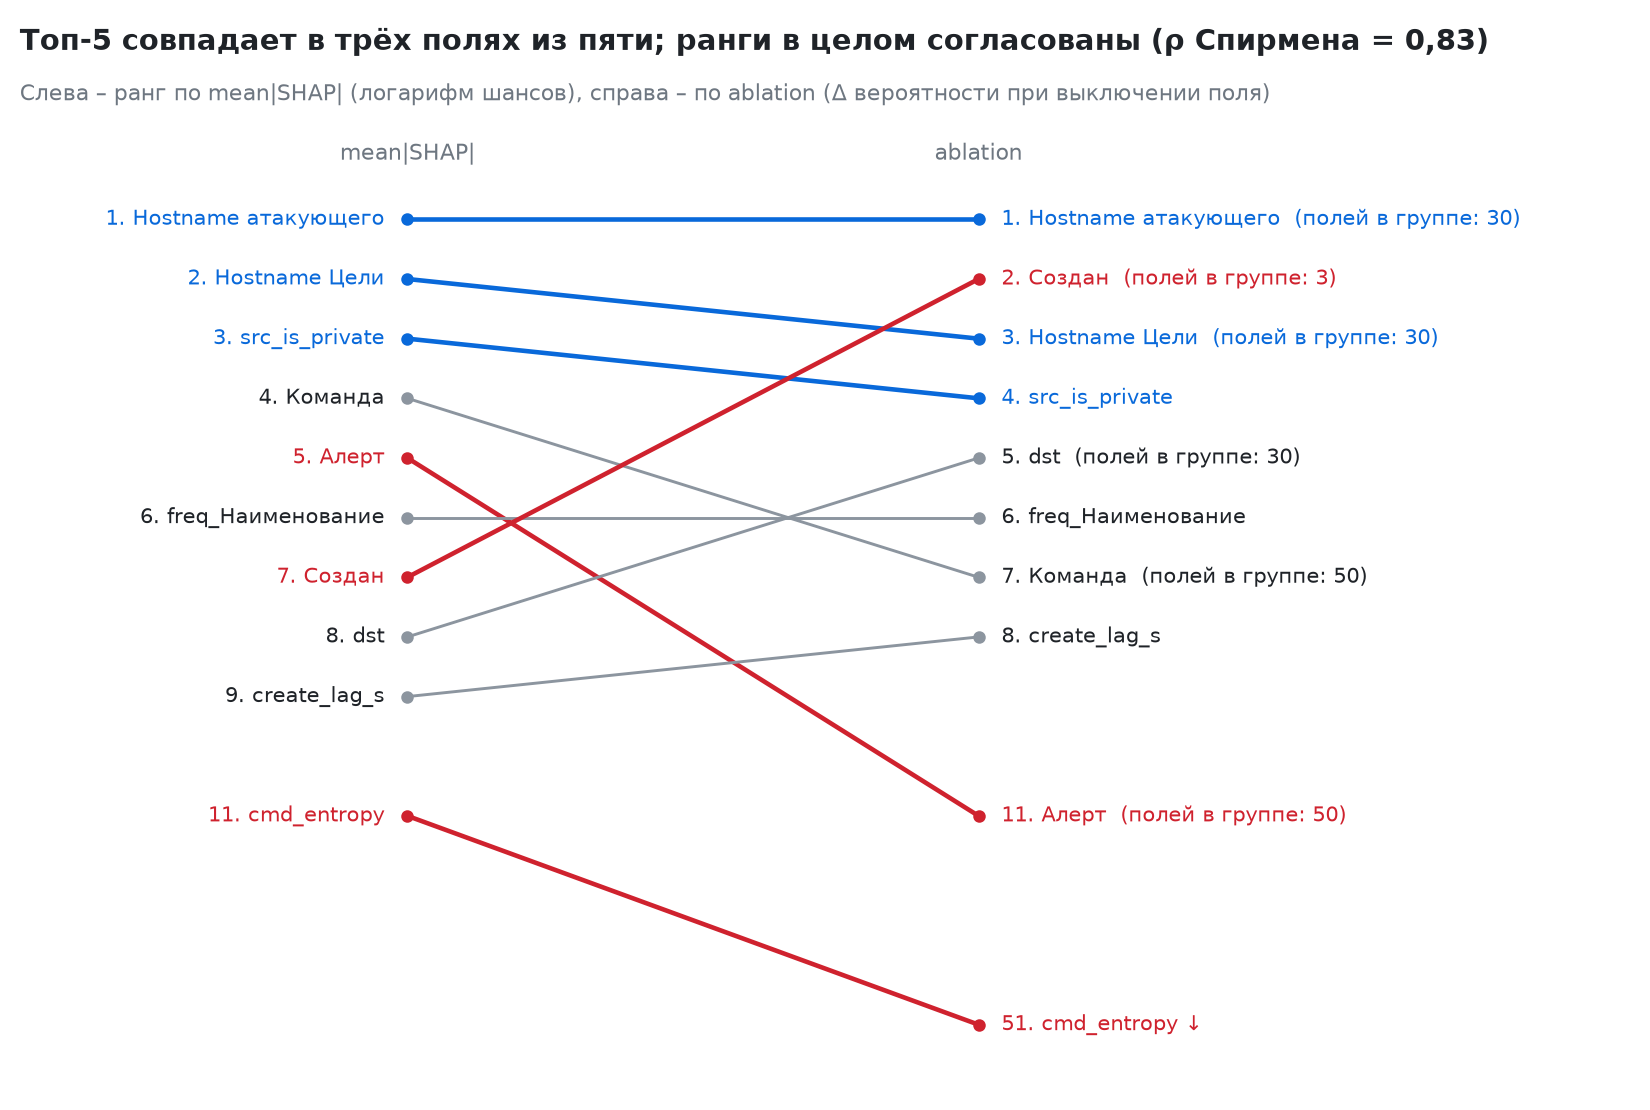 Топ-5 совпадает в трёх полях из пяти; ранги в целом согласованы (ρ Спирмена = 0,83)
Слева – ранг по mean|SHAP| (логарифм шансов), справа – по ablation (Δ вероятности при выключении поля)
mean|SHAP| ablation
1. Hostname атакующего 1. Hostname атакующего (полей в группе: 30)
2. Hostname Цели 2. Создан (полей в группе: 3)
3. src_is_private 3. Hostname Цели (полей в группе: 30)
4. Команда 4. src_is_private
5. Алерт 5. dst (полей в группе: 30)
6. freq_Наименование 6. freq_Наименование
7. Создан 7. Команда (полей в группе: 50)
8. dst 8. create_lag_s
9. create_lag_s
11. cmd_entropy 11. Алерт (полей в группе: 50)
51. cmd_entropy ↓